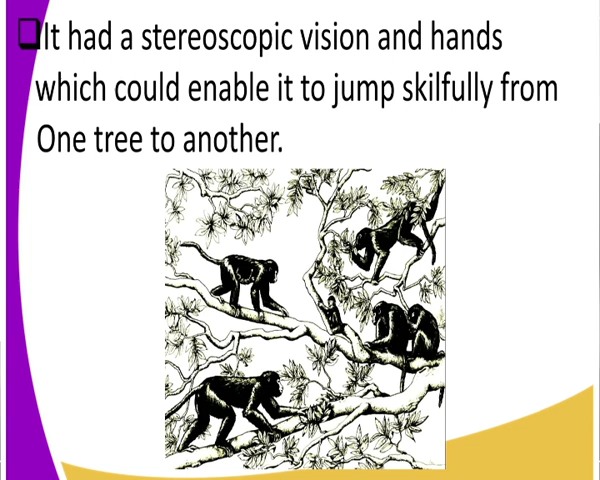 It had a stereoscopic vision and hands
which could enable it to jump skilfully from
One tree to another.